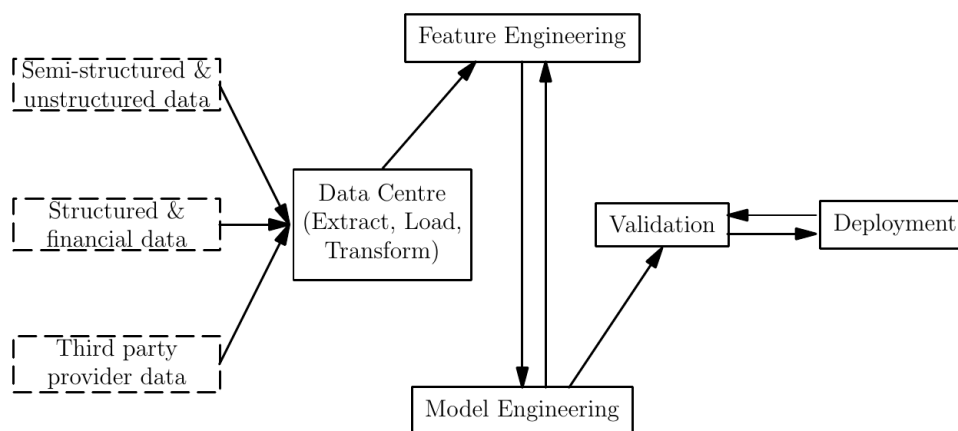 Feature Engineering
Semi-structured &
unstructured data
Data Centre
(Extract, Load,
Transform)
Structured &
financial data
Validation
Deployment
Third party
provider data
Model Engineering